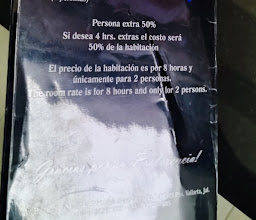 Persona extra 50%
Si desea 4 hrs. extras el costo será
50% de la habitación
El precio de la habitación es por 8 horas y
únicamente para 2 personas.
The room rate is for 8 hours and only for 2 persons.
Vallarta, Jal.